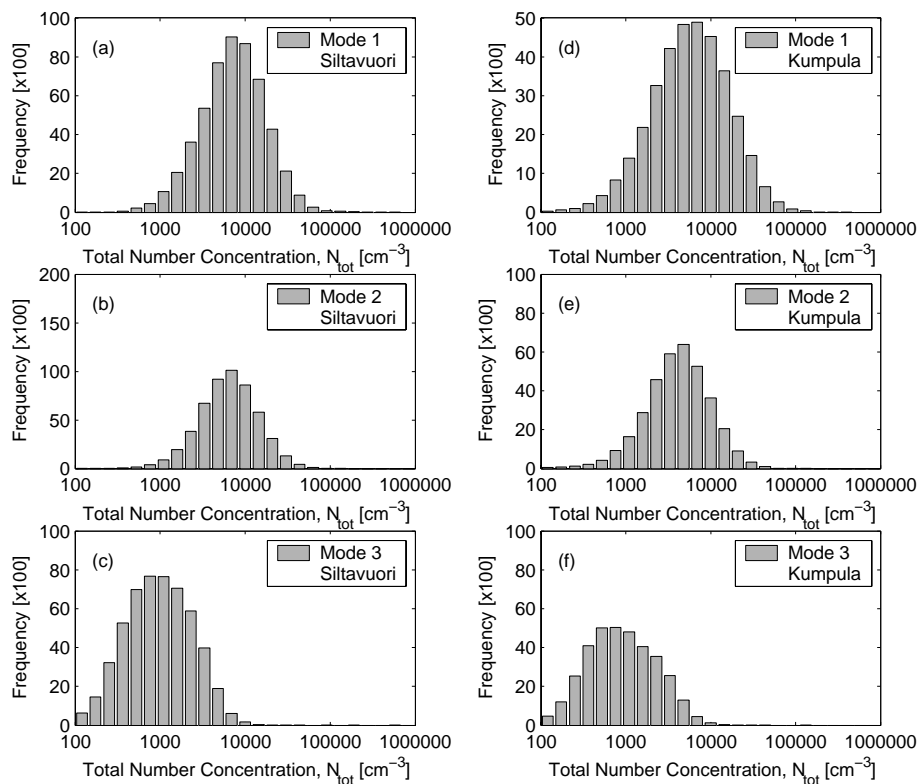 (a)
Mode 1
Siltavuori
Frequency [x100]
100
80
60
40
20
0
100 1000 10000 100000 1000000
Total Number Concentration, N_tot [cm⁻³]
(d)
Mode 1
Kumpula
Frequency [x100]
50
40
30
20
10
0
100 1000 10000 100000 1000000
Total Number Concentration, N_tot [cm⁻³]
(b)
Mode 2
Siltavuori
Frequency [x100]
200
150
100
50
0
100 1000 10000 100000 1000000
Total Number Concentration, N_tot [cm⁻³]
(e)
Mode 2
Kumpula
Frequency [x100]
100
80
60
40
20
0
100 1000 10000 100000 1000000
Total Number Concentration, N_tot [cm⁻³]
(c)
Mode 3
Siltavuori
Frequency [x100]
100
80
60
40
20
0
100 1000 10000 100000 1000000
Total Number Concentration, N_tot [cm⁻³]
(f)
Mode 3
Kumpula
Frequency [x100]
100
80
60
40
20
0
100 1000 10000 100000 1000000
Total Number Concentration, N_tot [cm⁻³]